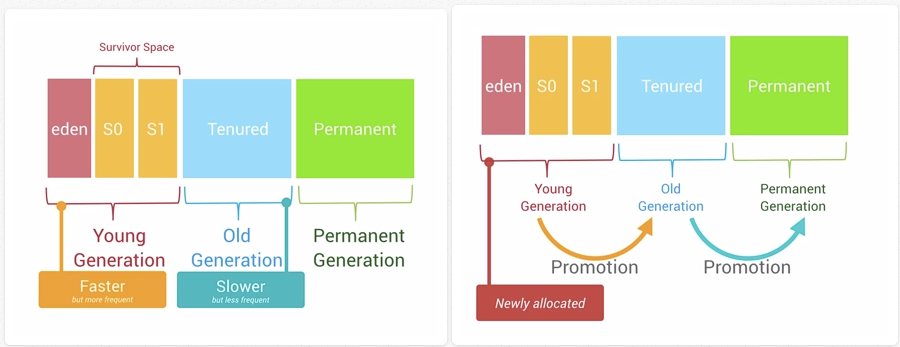 Survivor Space
eden S0 S1 Tenured Permanent
Young Generation
Old Generation
Permanent Generation
Faster
but more frequent
Slower
but less frequent
eden S0 S1 Tenured Permanent
Young Generation
Old Generation
Permanent Generation
Promotion
Promotion
Newly allocated